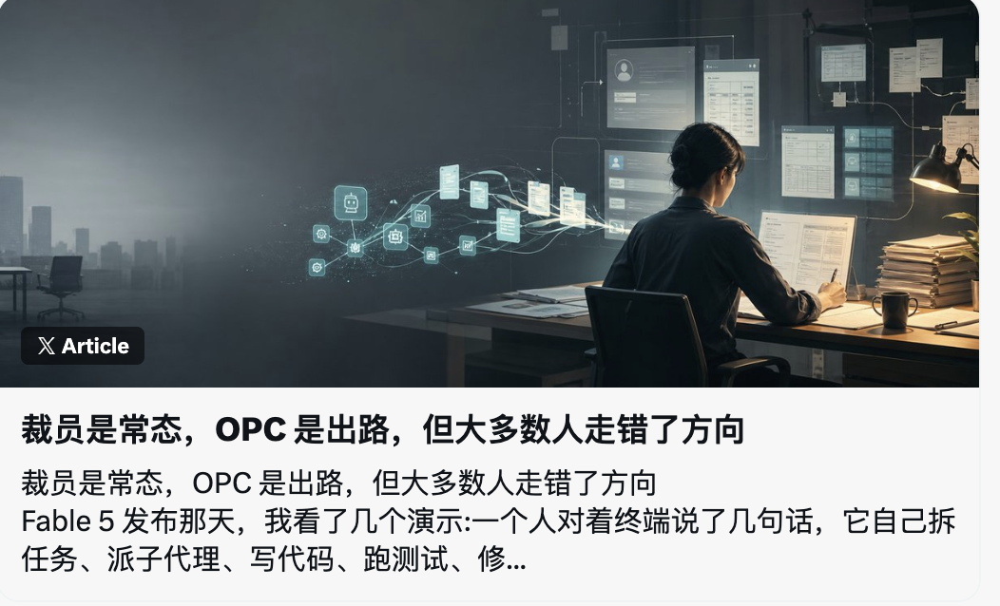 X Article
裁员是常态，OPC 是出路，但大多数人走错了方向
裁员是常态，OPC 是出路，但大多数人走错了方向
Fable 5 发布那天，我看了几个演示:一个人对着终端说了几句话，它自己拆
任务、派子代理、写代码、跑测试、修...